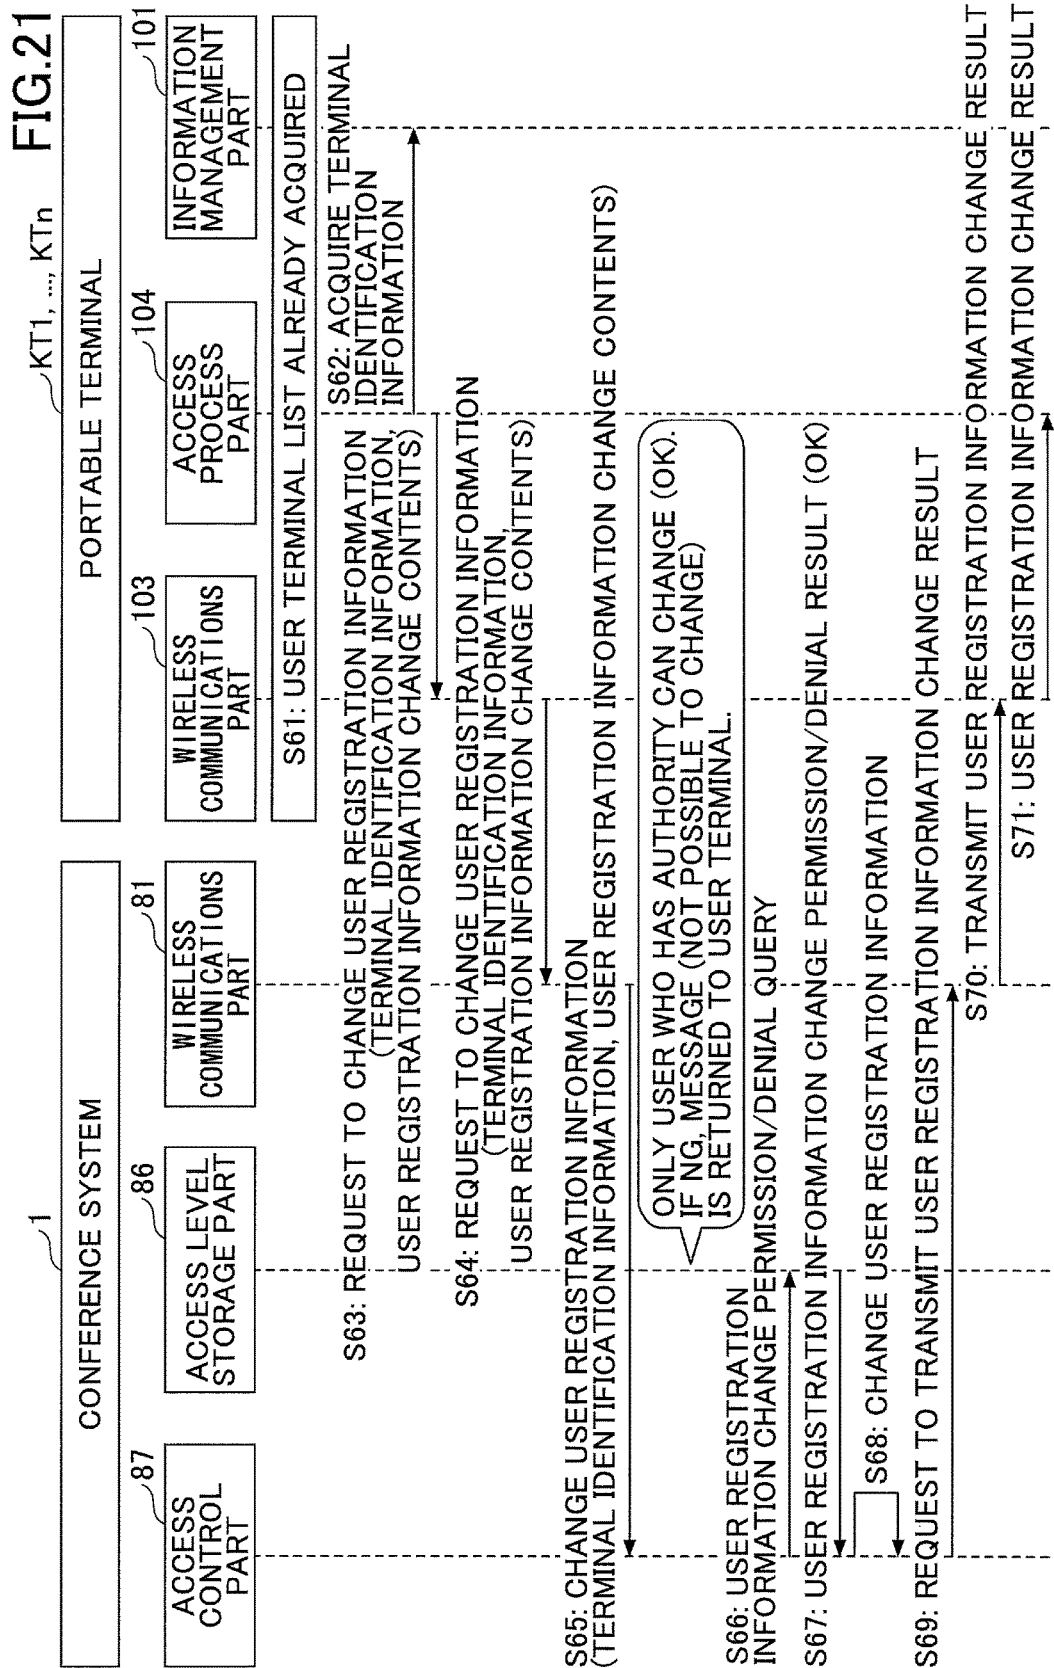 FIG.21
1
KT1, ..., KTn
CONFERENCE SYSTEM
PORTABLE TERMINAL
87
86
81
103
104
101
ACCESS
CONTROL
PART
ACCESS LEVEL
STORAGE PART
WIRELESS
COMMUNICATIONS
PART
WIRELESS
COMMUNICATIONS
PART
ACCESS
PROCESS
PART
INFORMATION
MANAGEMENT
PART
S61: USER TERMINAL LIST ALREADY ACQUIRED
S62: ACQUIRE TERMINAL
IDENTIFICATION
INFORMATION
S63: REQUEST TO CHANGE USER REGISTRATION INFORMATION
(TERMINAL IDENTIFICATION INFORMATION,
USER REGISTRATION INFORMATION CHANGE CONTENTS)
S64: REQUEST TO CHANGE USER REGISTRATION INFORMATION
(TERMINAL IDENTIFICATION INFORMATION,
USER REGISTRATION INFORMATION CHANGE CONTENTS)
S65: CHANGE USER REGISTRATION INFORMATION
(TERMINAL IDENTIFICATION INFORMATION, USER REGISTRATION INFORMATION CHANGE CONTENTS)
ONLY USER WHO HAS AUTHORITY CAN CHANGE (OK).
IF NG, MESSAGE (NOT POSSIBLE TO CHANGE)
IS RETURNED TO USER TERMINAL.
S66: USER REGISTRATION
INFORMATION CHANGE PERMISSION/DENIAL QUERY
S67: USER REGISTRATION INFORMATION CHANGE PERMISSION/DENIAL RESULT (OK)
S68: CHANGE USER REGISTRATION INFORMATION
S69: REQUEST TO TRANSMIT USER REGISTRATION INFORMATION CHANGE RESULT
S70: TRANSMIT USER REGISTRATION INFORMATION CHANGE RESULT
S71: USER REGISTRATION INFORMATION CHANGE RESULT